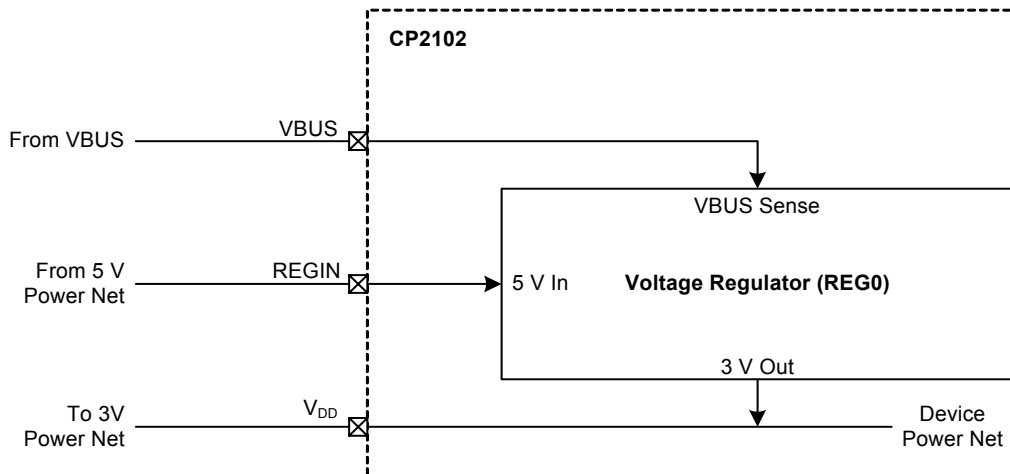 CP2102
From VBUS
VBUS
VBUS Sense
From 5 V
Power Net
REGIN
5 V In
Voltage Regulator (REG0)
3 V Out
To 3V
Power Net
VDD
Device
Power Net